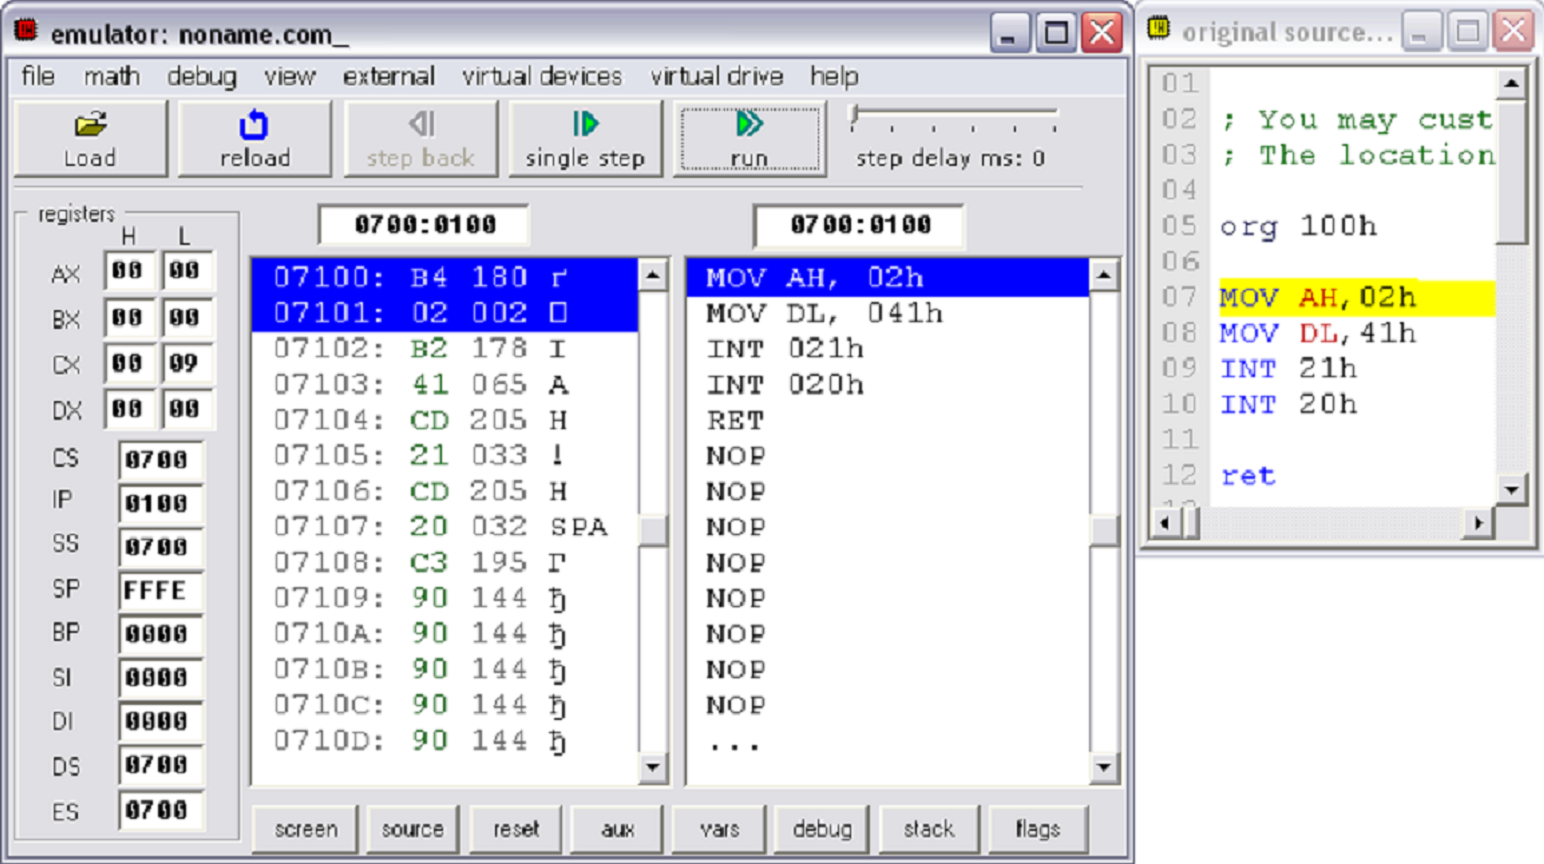 emulator: noname.com_
file math debug view external virtual devices virtual drive help
Load reload step back single step run step delay ms: 0
registers
H L
AX 00 00
BX 00 00
CX 00 09
DX 00 00
CS 0700
IP 0100
SS 0700
SP FFFE
BP 0000
SI 0000
DI 0000
DS 0700
ES 0700
0700:0100
07100: B4 180 ґ
07101: 02 002
07102: B2 178 І
07103: 41 065 A
07104: CD 205 Н
07105: 21 033 !
07106: CD 205 Н
07107: 20 032 SPA
07108: C3 195 Г
07109: 90 144 ђ
0710A: 90 144 ђ
0710B: 90 144 ђ
0710C: 90 144 ђ
0710D: 90 144 ђ
0700:0100
MOV AH, 02h
MOV DL, 041h
INT 021h
INT 020h
RET
NOP
NOP
NOP
NOP
NOP
NOP
NOP
NOP
...
screen source reset aux vars debug stack flags
original source...
01
02 ; You may cust
03 ; The location
04
05 org 100h
06
07 MOV AH,02h
08 MOV DL,41h
09 INT 21h
10 INT 20h
11
12 ret